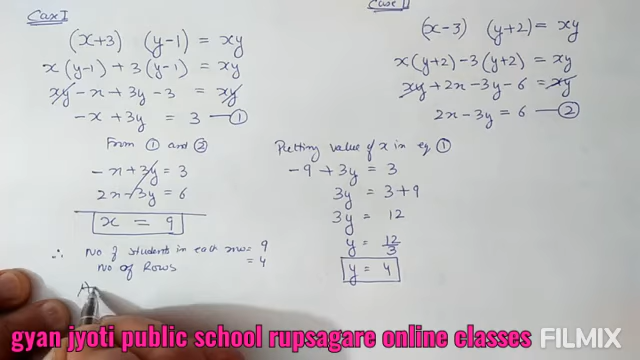 Case I
(x+3) (y-1) = xy
x(y-1) + 3(y-1) = xy
xy - x + 3y - 3 = xy
-x + 3y = 3 — ①
From ① and ②
-x + 3y = 3
2x - 3y = 6
x = 9
∴ No of students in each row = 9
No of Rows = 4
A
Case II
(x-3) (y+2) = xy
x(y+2) - 3(y+2) = xy
xy + 2x - 3y - 6 = xy
2x - 3y = 6 — ②
Putting value of x in eq ①
-9 + 3y = 3
3y = 3+9
3y = 12
y = 12/3
y = 4
gyan jyoti public school rupsagare online classes
FILMIX